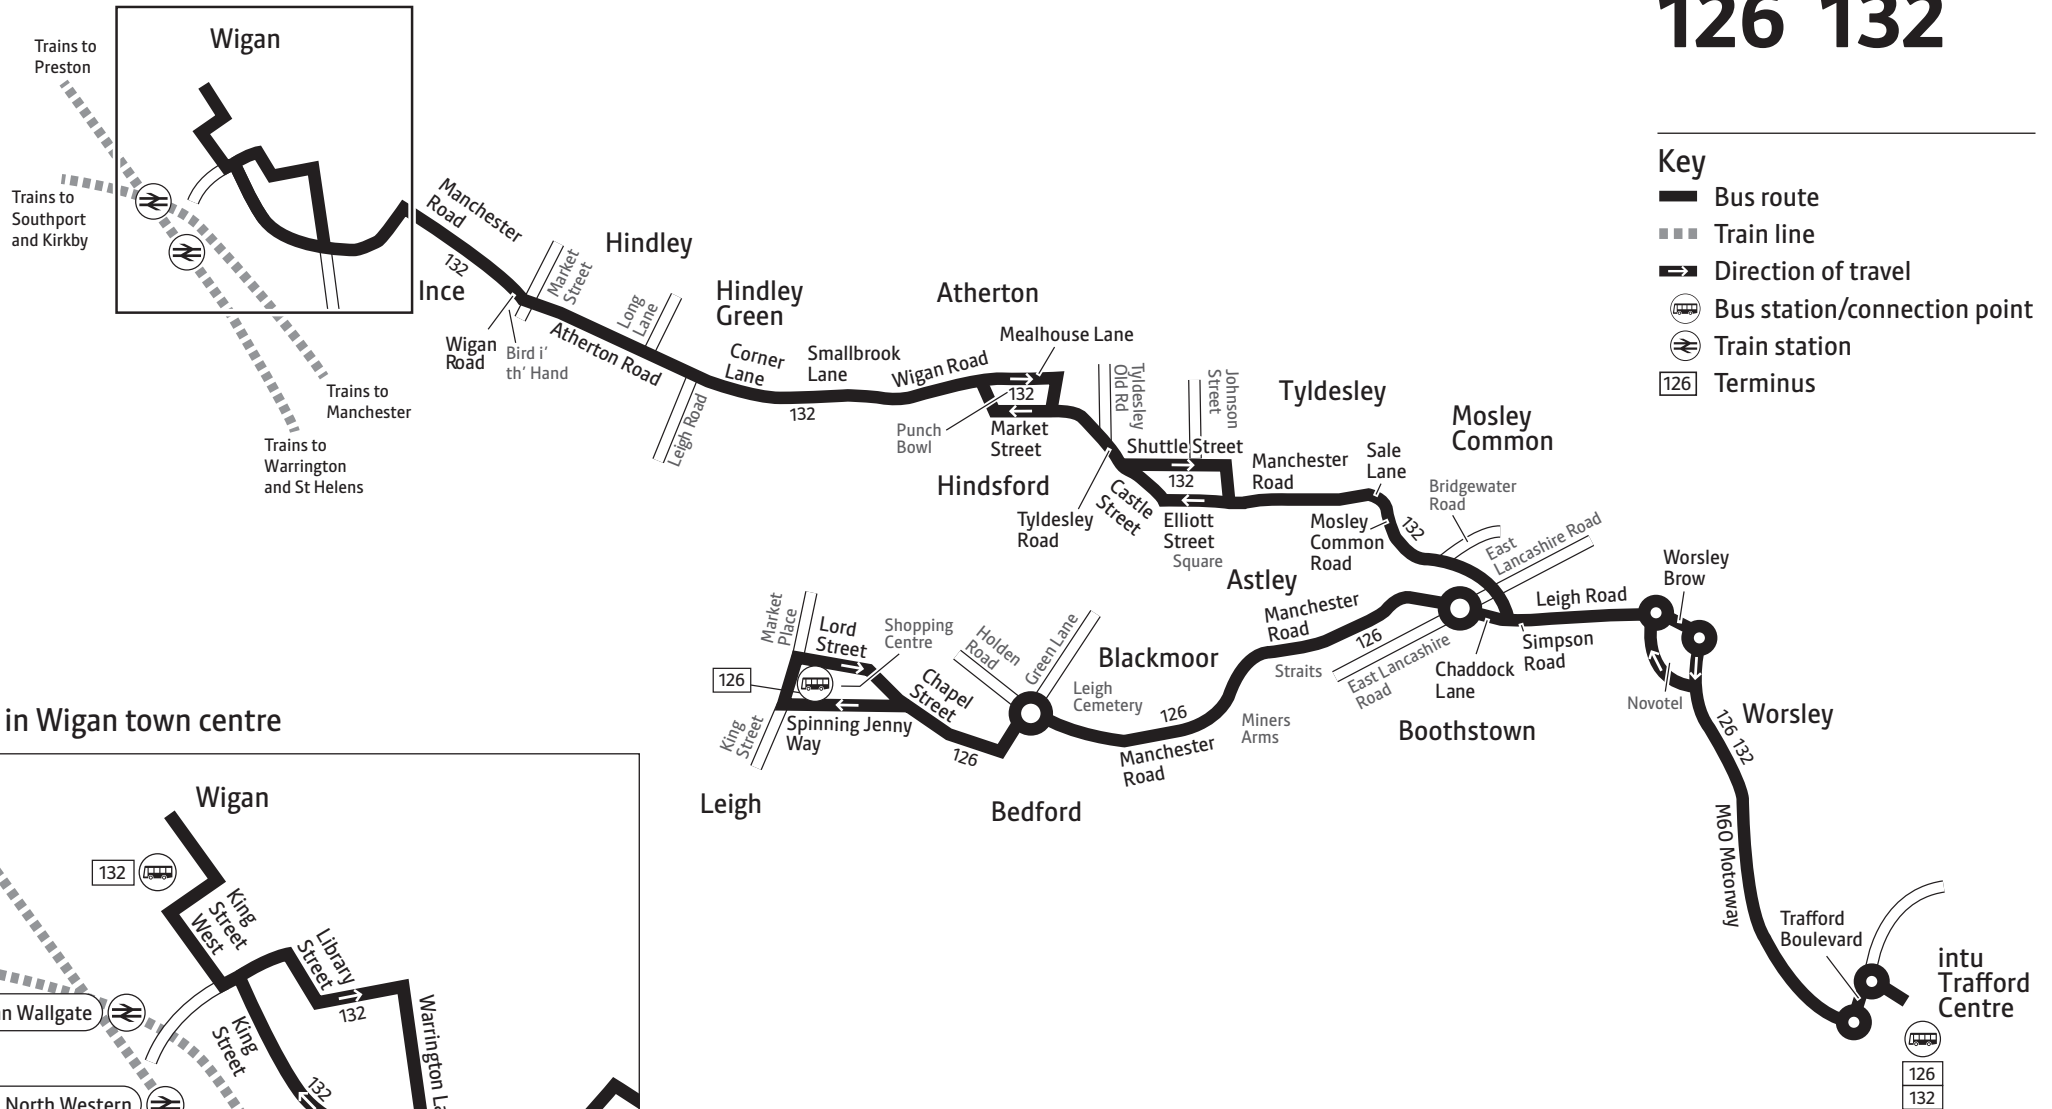 126 132
Key
Bus route
Train line
Direction of travel
Bus station/connection point
Train station
126
Terminus
Wigan
Trains to
Preston
Trains to
Southport
and Kirkby
Trains to
Manchester
Trains to
Warrington
and St Helens
Manchester
Road
132
Ince
Market
Street
Hindley
Long
Lane
Wigan
Road
Bird i'
th' Hand
Atherton Road
Leigh Road
Hindley
Green
Corner
Lane
Smallbrook
Lane
132
Wigan Road
Atherton
Mealhouse Lane
132
Punch
Bowl
Market
Street
Hindsford
Tyldesley
Road
Tyldesley
Old Rd
Johnson
Street
Shuttle Street
132
Castle
Street
Elliott
Street
Square
Tyldesley
Manchester
Road
Sale
Lane
Mosley
Common
Mosley
Common
Road
132
Bridgewater
Road
East
Lancashire Road
Astley
Manchester
Road
126
Straits
East Lancashire
Road
Chaddock
Lane
Simpson
Road
Leigh Road
Boothstown
Worsley
Brow
Novotel
Worsley
126 132
M60 Motorway
Trafford
Boulevard
intu
Trafford
Centre
126
132
Market
Place
Lord
Street
Shopping
Centre
126
King
Street
Spinning Jenny
Way
Chapel
Street
126
Leigh
Holden
Road
Green Lane
Leigh
Cemetery
Bedford
Blackmoor
126
Manchester
Road
Miners
Arms
in Wigan town centre
Wigan
132
King
Street
West
Library
Street
132
Warrington
King
Street
132
Wallgate
North Western